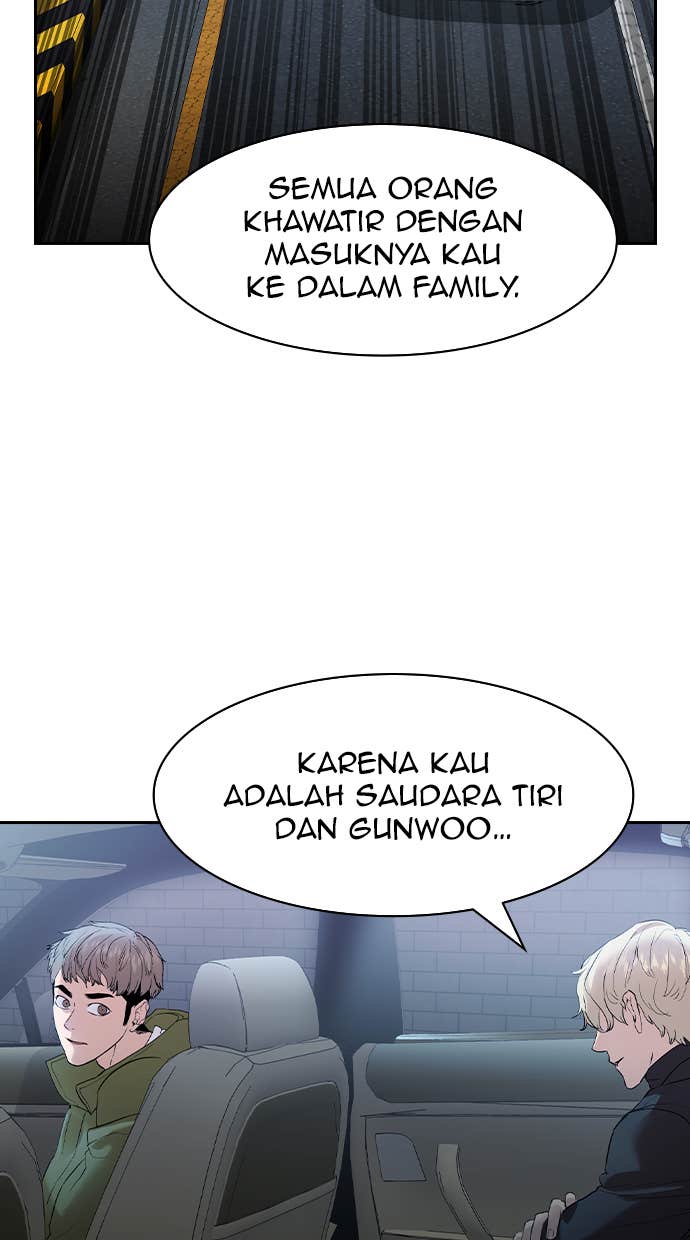 SEMUA ORANG
KHAWATIR DENGAN
MASUKNYA KAU
KE DALAM FAMILY.
KARENA KAU
ADALAH SAUDARA TIRI
DAN GUNWOO...